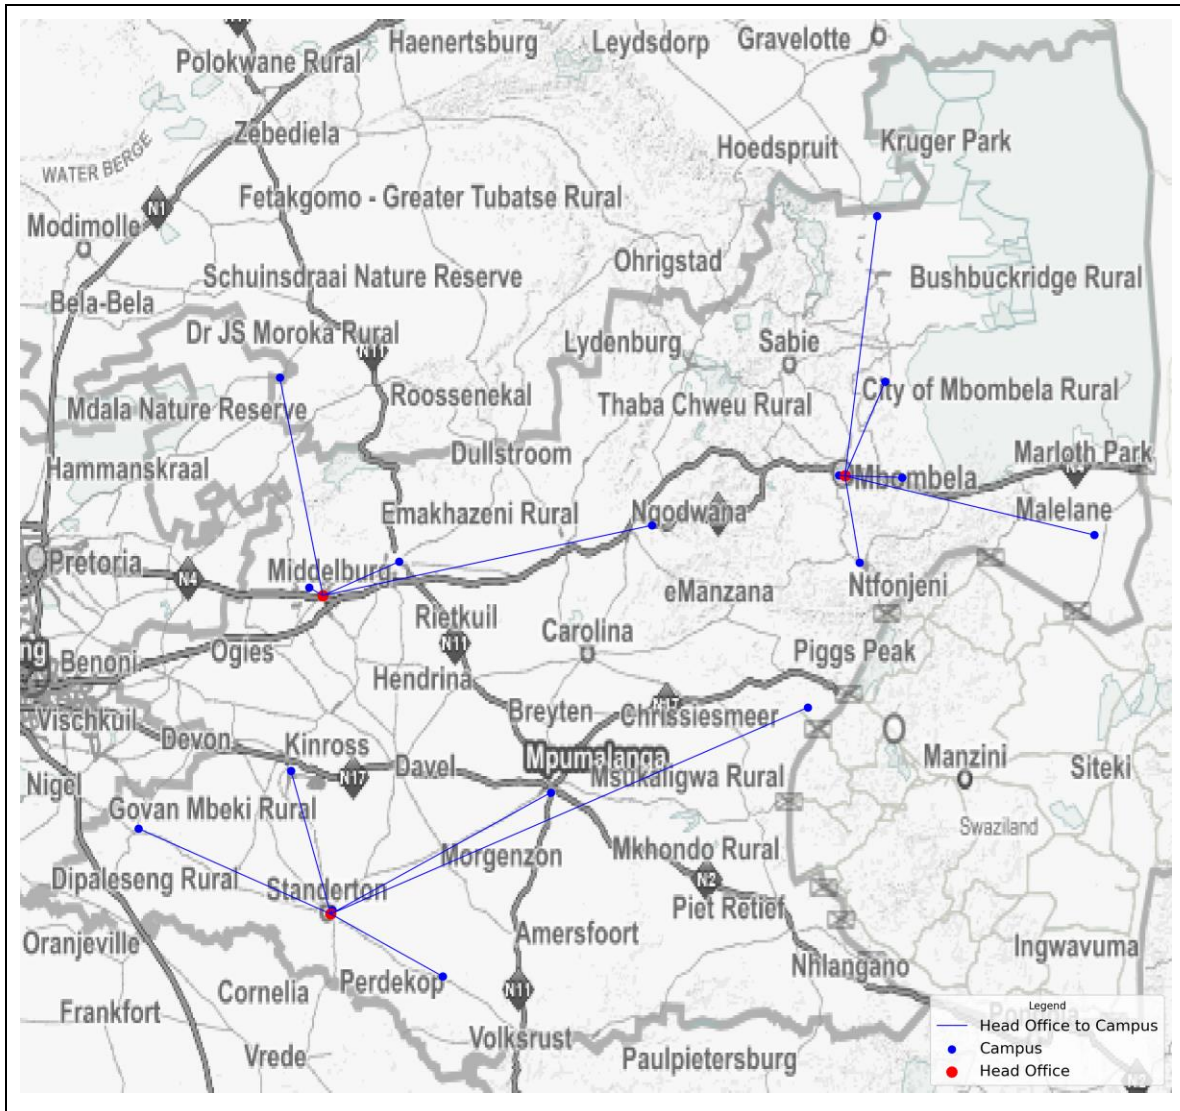 Haenertsburg
Leydsdorp
Gravelotte
Polokwane Rural
Zebediela
Hoedspruit
Kruger Park
WATER BERGE
N1
Fetakgomo - Greater Tubatse Rural
Modimolle
Ohrigstad
Schuinsdraai Nature Reserve
Bushbuckridge Rural
Bela-Bela
Dr JS Moroka Rural
N11
Lydenburg
Sabie
Mdala Nature Reserve
Roossenekal
Thaba Chweu Rural
City of Mbombela Rural
Dullstroom
Marloth Park
Hammanskraal
Mbombela
Emakhazeni Rural
Ngodwana
Malelane
Pretoria
N4
Middelburg
Ntfonjeni
eManzana
Rietkuil
Carolina
N11
Ogies
Benoni
ng
Piggs Peak
Hendrina
N17
Vischkuil
Breyten
Chrissiesmeer
Devon
Kinross
Mpumalanga
Manzini
Siteki
Nigel
N17
Davel
Msukaligwa Rural
Govan Mbeki Rural
Swaziland
Morgenzon
Mkhondo Rural
Dipaleseng Rural
Standerton
N2
Piet Retief
Oranjeville
Amersfoort
Ingwavuma
Nhlangano
Perdekop
Cornelia
N11
Frankfort
Volksrust
Vrede
Paulpietersburg
Legend
Head Office to Campus
Campus
Head Office